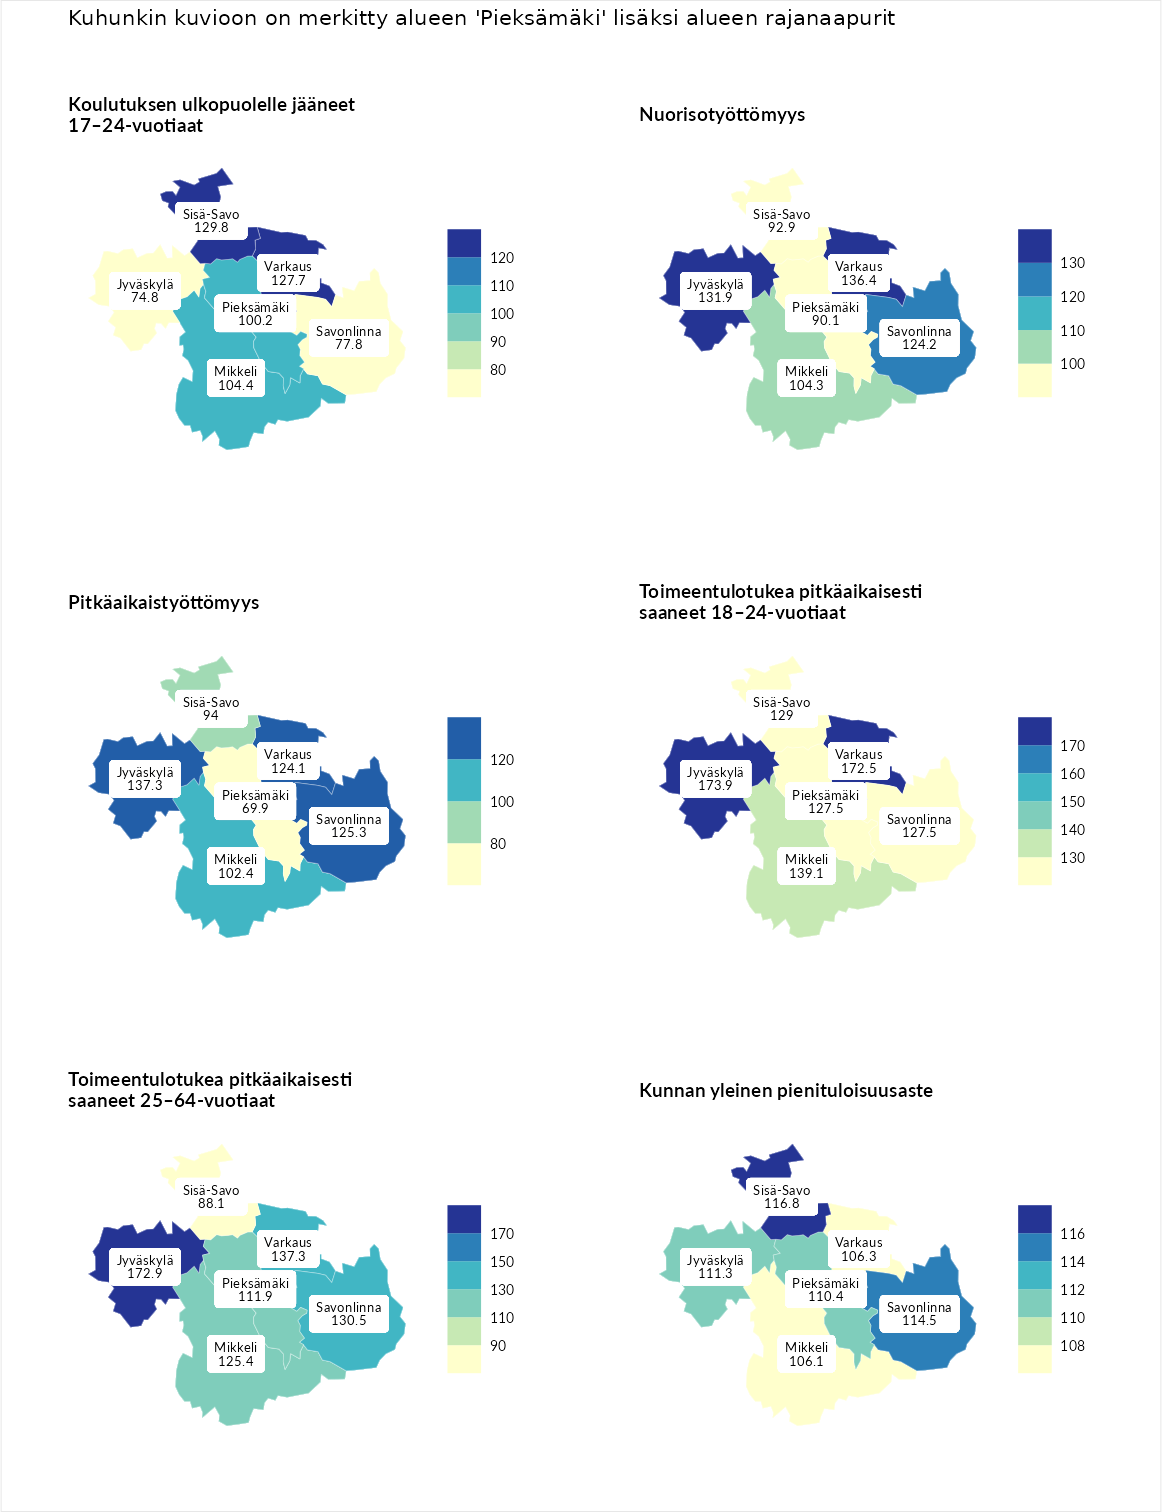 Kuhunkin kuvioon on merkitty alueen 'Pieksämäki' lisäksi alueen rajanaapurit
Koulutuksen ulkopuolelle jääneet
17–24-vuotiaat
Sisä-Savo
129.8
Varkaus
127.7
Jyväskylä
74.8
Pieksämäki
100.2
Savonlinna
77.8
Mikkeli
104.4
120
110
100
90
80
Nuorisotyöttömyys
Sisä-Savo
92.9
Varkaus
136.4
Jyväskylä
131.9
Pieksämäki
90.1
Savonlinna
124.2
Mikkeli
104.3
130
120
110
100
Pitkäaikaistyöttömyys
Sisä-Savo
94
Varkaus
124.1
Jyväskylä
137.3
Pieksämäki
69.9
Savonlinna
125.3
Mikkeli
102.4
120
100
80
Toimeentulotukea pitkäaikaisesti
saaneet 18–24-vuotiaat
Sisä-Savo
129
Varkaus
172.5
Jyväskylä
173.9
Pieksämäki
127.5
Savonlinna
127.5
Mikkeli
139.1
170
160
150
140
130
Toimeentulotukea pitkäaikaisesti
saaneet 25–64-vuotiaat
Sisä-Savo
88.1
Varkaus
137.3
Jyväskylä
172.9
Pieksämäki
111.9
Savonlinna
130.5
Mikkeli
125.4
170
150
130
110
90
Kunnan yleinen pienituloisuusaste
Sisä-Savo
116.8
Varkaus
106.3
Jyväskylä
111.3
Pieksämäki
110.4
Savonlinna
114.5
Mikkeli
106.1
116
114
112
110
108